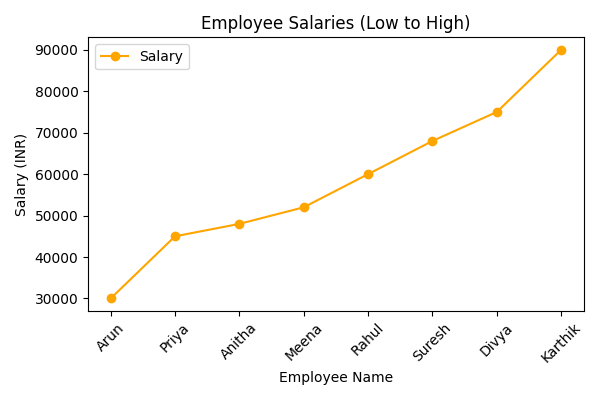 Employee Salaries (Low to High)
Salary
90000
80000
70000
60000
50000
40000
30000
Salary (INR)
Arun
Priya
Anitha
Meena
Rahul
Suresh
Divya
Karthik
Employee Name